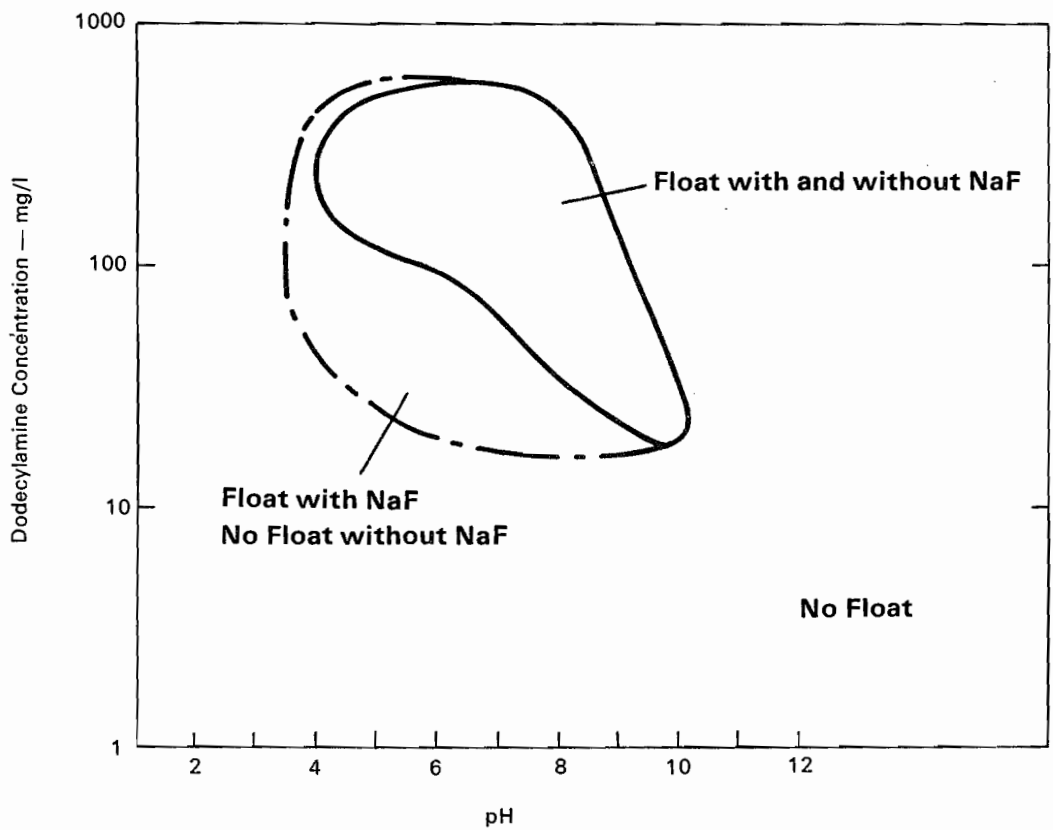 1000
100
10
1
Dodecylamine Concentration — mg/l
Float with and without NaF
Float with NaF
No Float without NaF
No Float
2 4 6 8 10 12
pH